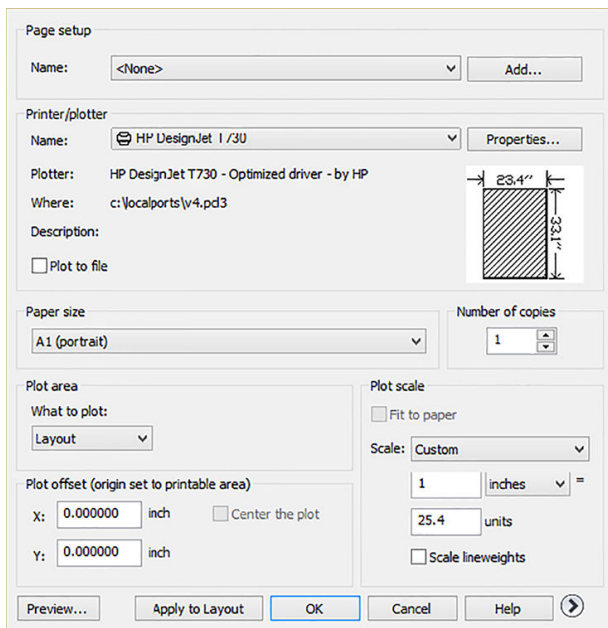 Page setup
Name: <None> Add...
Printer/plotter
Name: HP DesignJet T730 Properties...
Plotter: HP DesignJet T730 - Optimized driver - by HP
Where: c:\localports\v4.pd3
Description:
Plot to file
23.4''
33.1''
Paper size
A1 (portrait)
Number of copies
1
Plot area
What to plot:
Layout
Plot offset (origin set to printable area)
X: 0.000000 inch Center the plot
Y: 0.000000 inch
Plot scale
Fit to paper
Scale: Custom
1 inches =
25.4 units
Scale lineweights
Preview... Apply to Layout OK Cancel Help